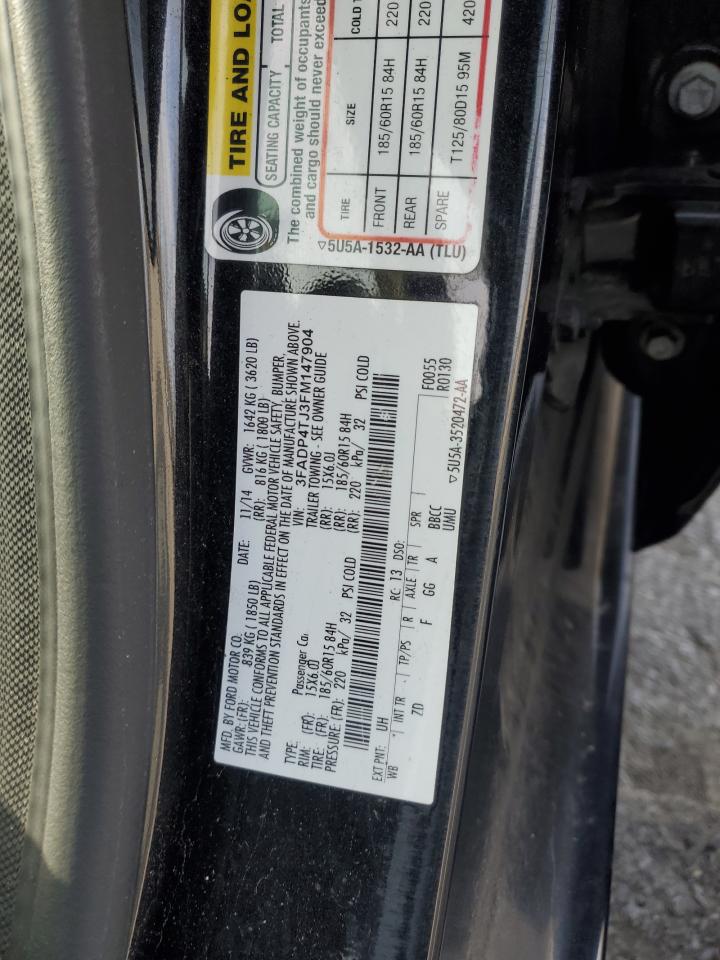 TIRE AND LOA
SEATING CAPACITY TOTAL
The combined weight of occupants
and cargo should never exceed
TIRE SIZE COLD T
FRONT 185/60R15 84H 220
REAR 185/60R15 84H 220
SPARE T125/80D15 95M 420
▽5U5A-1532-AA (TLU)
MFD. BY FORD MOTOR CO. DATE: 11/14 GVWR: 1642 KG ( 3620 LB)
GAWR:(FR): 839 KG ( 1850 LB) (RR): 816 KG ( 1800 LB)
THIS VEHICLE CONFORMS TO ALL APPLICABLE FEDERAL MOTOR VEHICLE SAFETY, BUMPER,
AND THEFT PREVENTION STANDARDS IN EFFECT ON THE DATE OF MANUFACTURE SHOWN ABOVE.
VIN: 3FADP4TJ3FM147904
TYPE: Passenger Car TRAILER TOWING - SEE OWNER GUIDE
RIM: (FR): 15X6.0J (RR): 15X6.0J
TIRE: (FR): 185/60R15 84H (RR): 185/60R15 84H
PRESSURE: (FR): 220 kPa/ 32 PSI COLD (RR): 220 kPa/ 32 PSI COLD
EXT PNT: UH RC: 13 DSO: F0055
WB INT TR TP/PS R AXLE TR SPR R0130
ZD F GG A BBCC
UMU
▽5U5A-3520472-AA